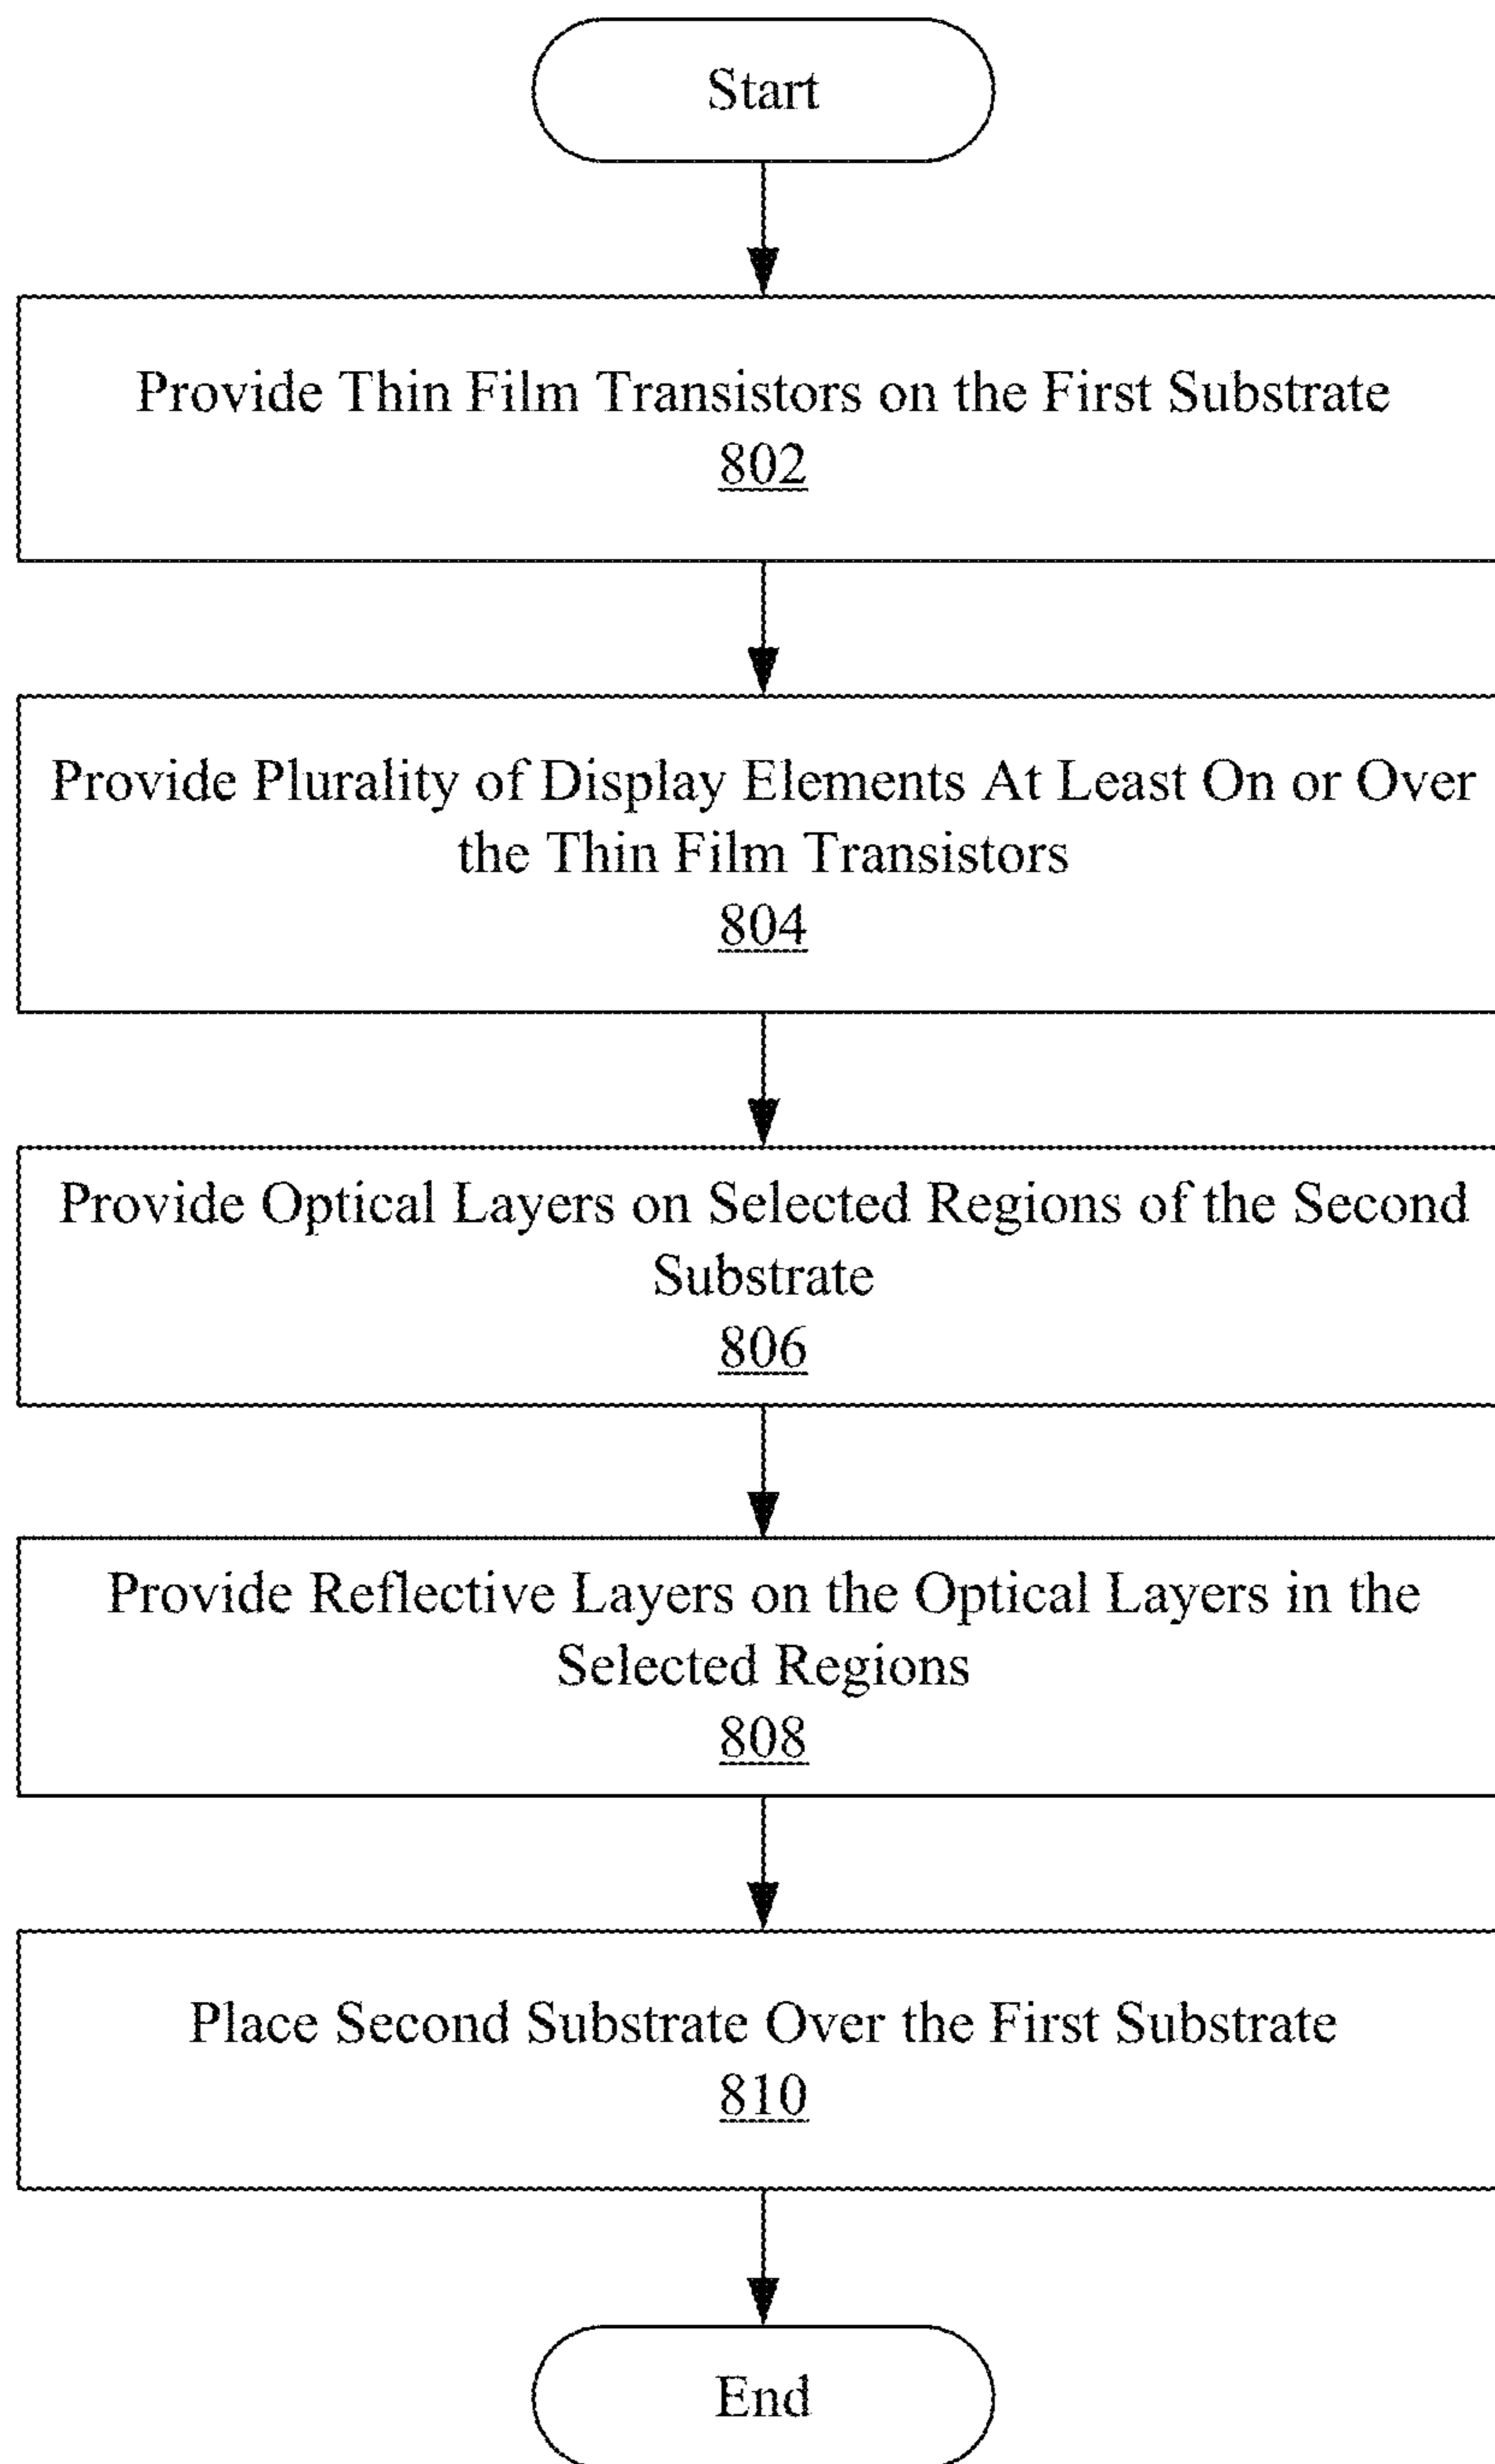 Start
Provide Thin Film Transistors on the First Substrate
802
Provide Plurality of Display Elements At Least On or Over
the Thin Film Transistors
804
Provide Optical Layers on Selected Regions of the Second
Substrate
806
Provide Reflective Layers on the Optical Layers in the
Selected Regions
808
Place Second Substrate Over the First Substrate
810
End